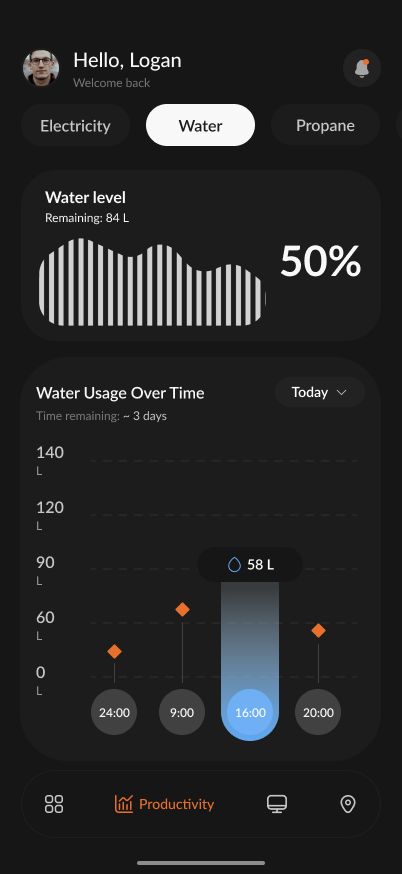 Hello, Logan
Welcome back
Electricity
Water
Propane
Water level
Remaining: 84 L
50%
Water Usage Over Time
Today
Time remaining: ~ 3 days
140
L
120
L
90
L
58 L
60
L
0
L
24:00
9:00
16:00
20:00
Productivity